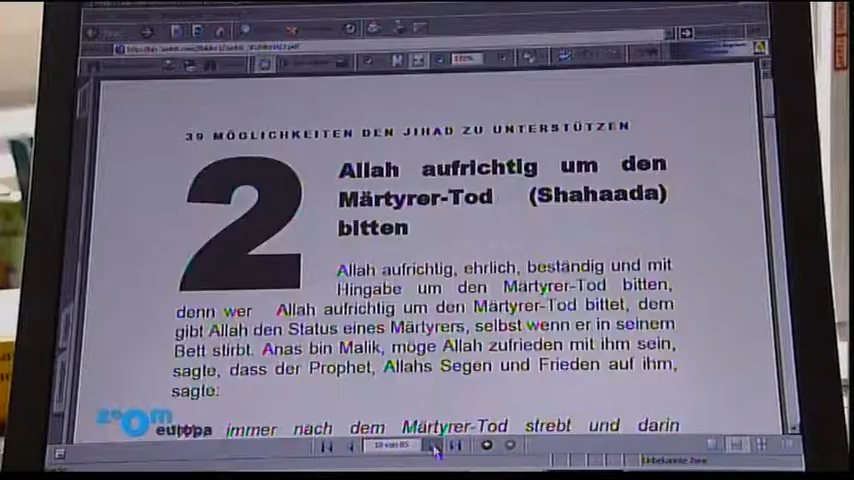 39 MÖGLICHKEITEN DEN JIHAD ZU UNTERSTÜTZEN
2
Allah aufrichtig um den
Märtyrer-Tod (Shahaada)
bitten
Allah aufrichtig, ehrlich, beständig und mit
Hingabe um den Märtyrer-Tod bitten,
denn wer Allah aufrichtig um den Märtyrer-Tod bittet, dem
gibt Allah den Status eines Märtyrers, selbst wenn er in seinem
Bett stirbt. Anas bin Malik, möge Allah zufrieden mit ihm sein,
sagte, dass der Prophet, Allahs Segen und Frieden auf ihm,
sagte:
immer nach dem Märtyrer-Tod strebt und darin
zoom
europa